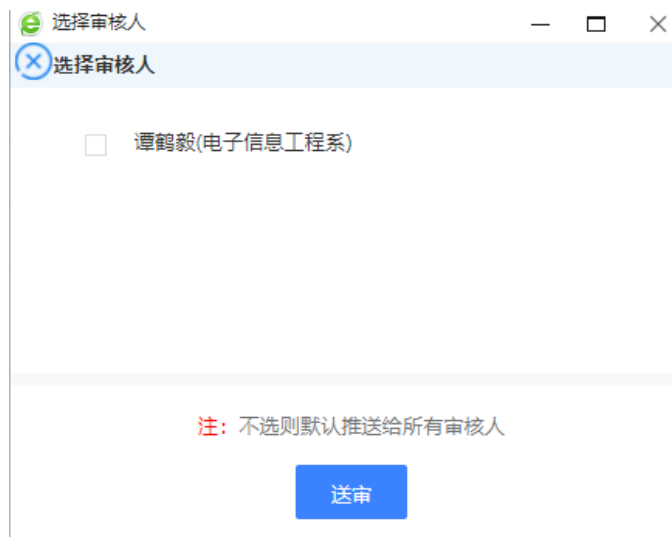 选择审核人
选择审核人
谭鹤毅(电子信息工程系)
注：不选则默认推送给所有审核人
送审